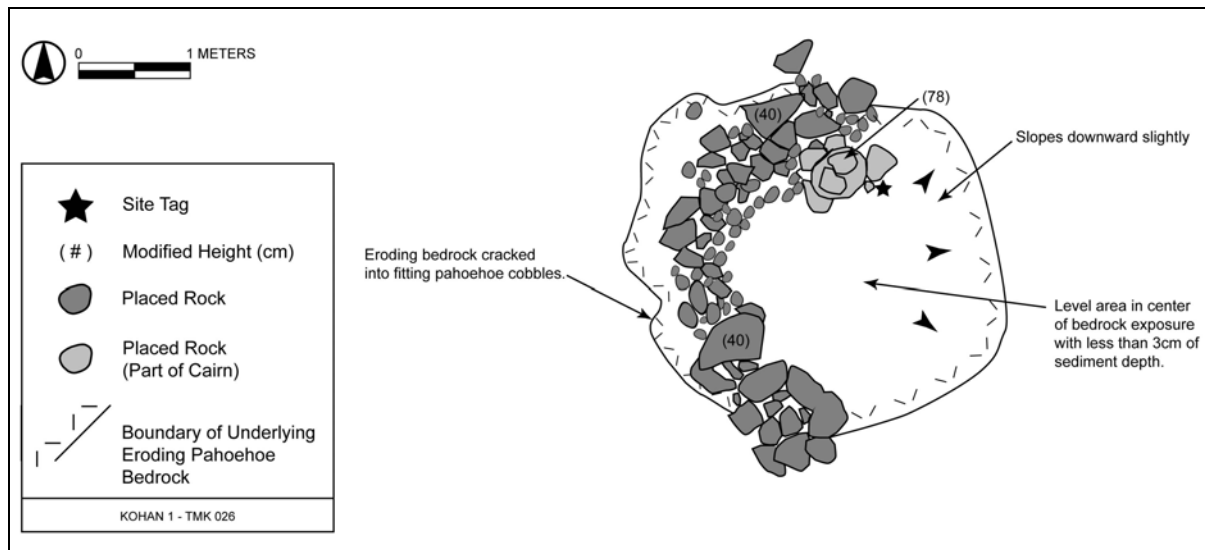 0 1 METERS
Site Tag
( # ) Modified Height (cm)
Placed Rock
Placed Rock
(Part of Cairn)
Boundary of Underlying
Eroding Pahoehoe
Bedrock
KOHAN 1 - TMK 026
(40)
(78)
Slopes downward slightly
Eroding bedrock cracked
into fitting pahoehoe cobbles.
(40)
Level area in center
of bedrock exposure
with less than 3cm of
sediment depth.